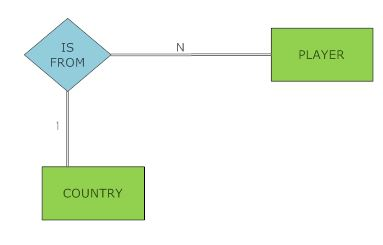 IS
FROM
N
PLAYER
1
COUNTRY